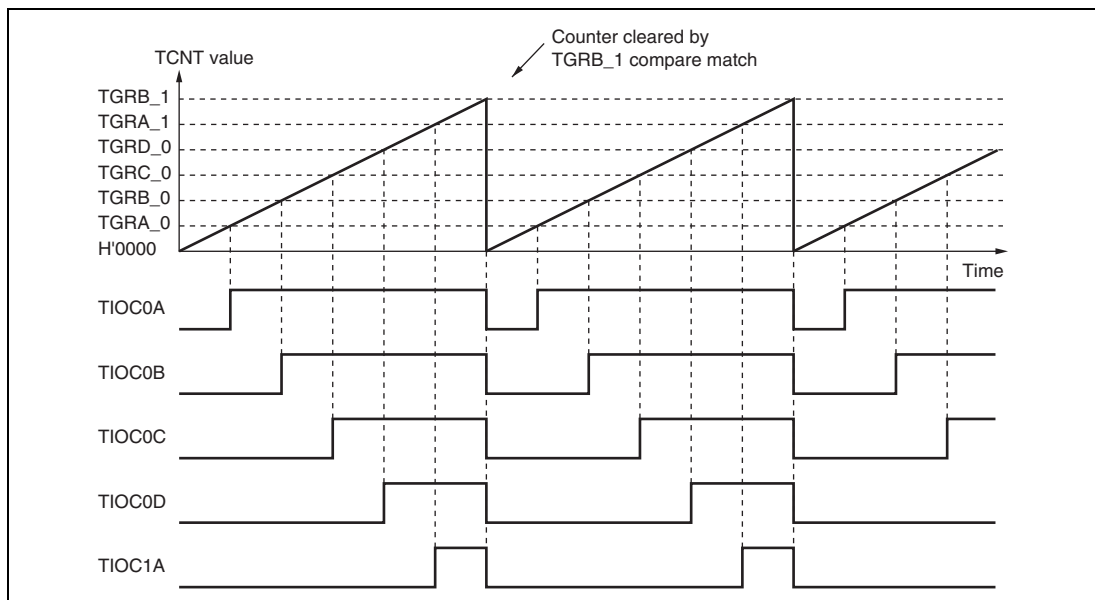 Counter cleared by
TGRB_1 compare match
TCNT value
TGRB_1
TGRA_1
TGRD_0
TGRC_0
TGRB_0
TGRA_0
H'0000
Time
TIOC0A
TIOC0B
TIOC0C
TIOC0D
TIOC1A